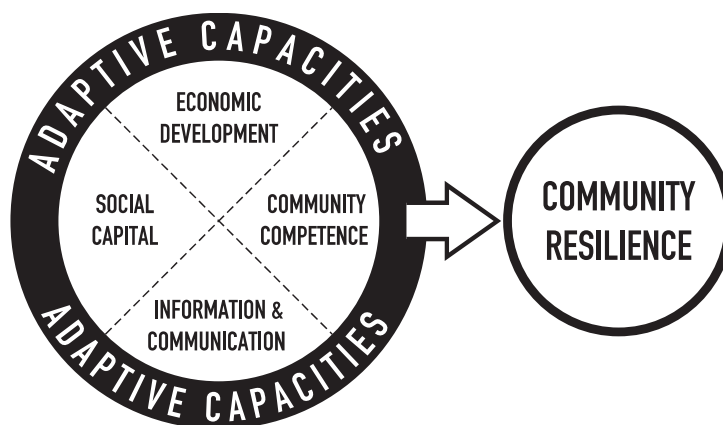 ADAPTIVE CAPACITIES
ECONOMIC
DEVELOPMENT
SOCIAL
CAPITAL
COMMUNITY
COMPETENCE
INFORMATION &
COMMUNICATION
ADAPTIVE CAPACITIES
COMMUNITY
RESILIENCE